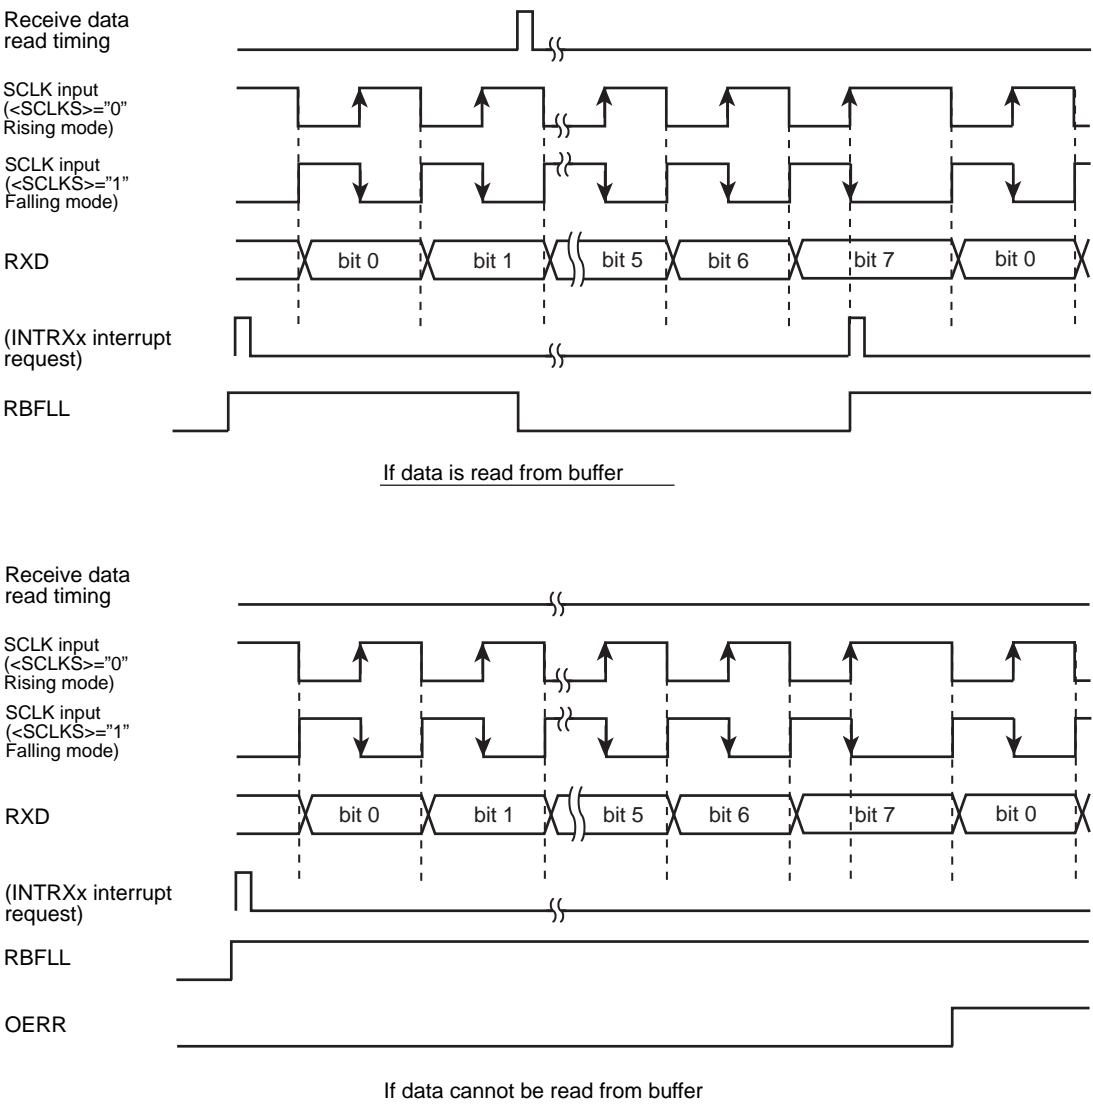 Receive data
read timing
SCLK input
(<SCLKS>="0"
Rising mode)
SCLK input
(<SCLKS>="1"
Falling mode)
RXD
bit 0
bit 1
bit 5
bit 6
bit 7
bit 0
(INTRXx interrupt
request)
RBFLL
If data is read from buffer
Receive data
read timing
SCLK input
(<SCLKS>="0"
Rising mode)
SCLK input
(<SCLKS>="1"
Falling mode)
RXD
bit 0
bit 1
bit 5
bit 6
bit 7
bit 0
(INTRXx interrupt
request)
RBFLL
OERR
If data cannot be read from buffer